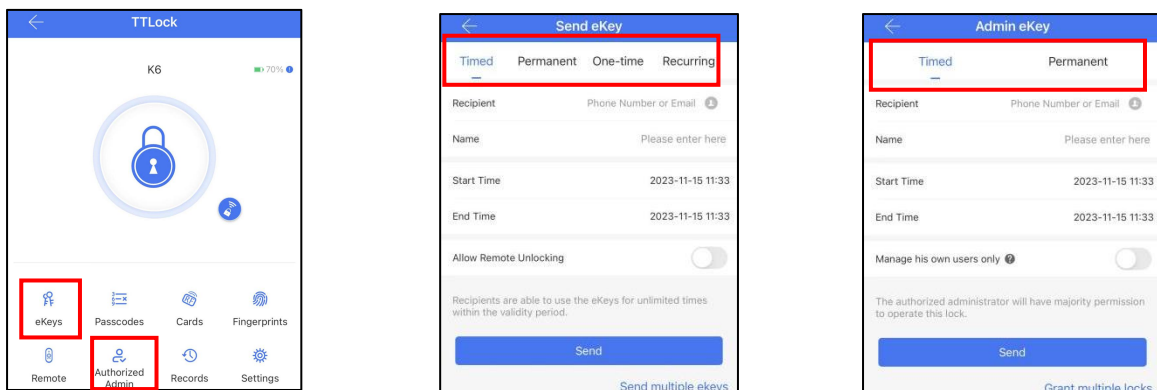 TTLock
K6
70%
eKeys
Passcodes
Cards
Fingerprints
Remote
Authorized
Admin
Records
Settings
Send eKey
Timed
Permanent
One-time
Recurring
Recipient
Phone Number or Email
Name
Please enter here
Start Time
2023-11-15 11:33
End Time
2023-11-15 11:33
Allow Remote Unlocking
Recipients are able to use the eKeys for unlimited times
within the validity period.
Send
Send multiple ekeys
Admin eKey
Timed
Permanent
Recipient
Phone Number or Email
Name
Please enter here
Start Time
2023-11-15 11:33
End Time
2023-11-15 11:33
Manage his own users only
The authorized administrator will have majority permission
to operate this lock.
Send
Grant multiple locks